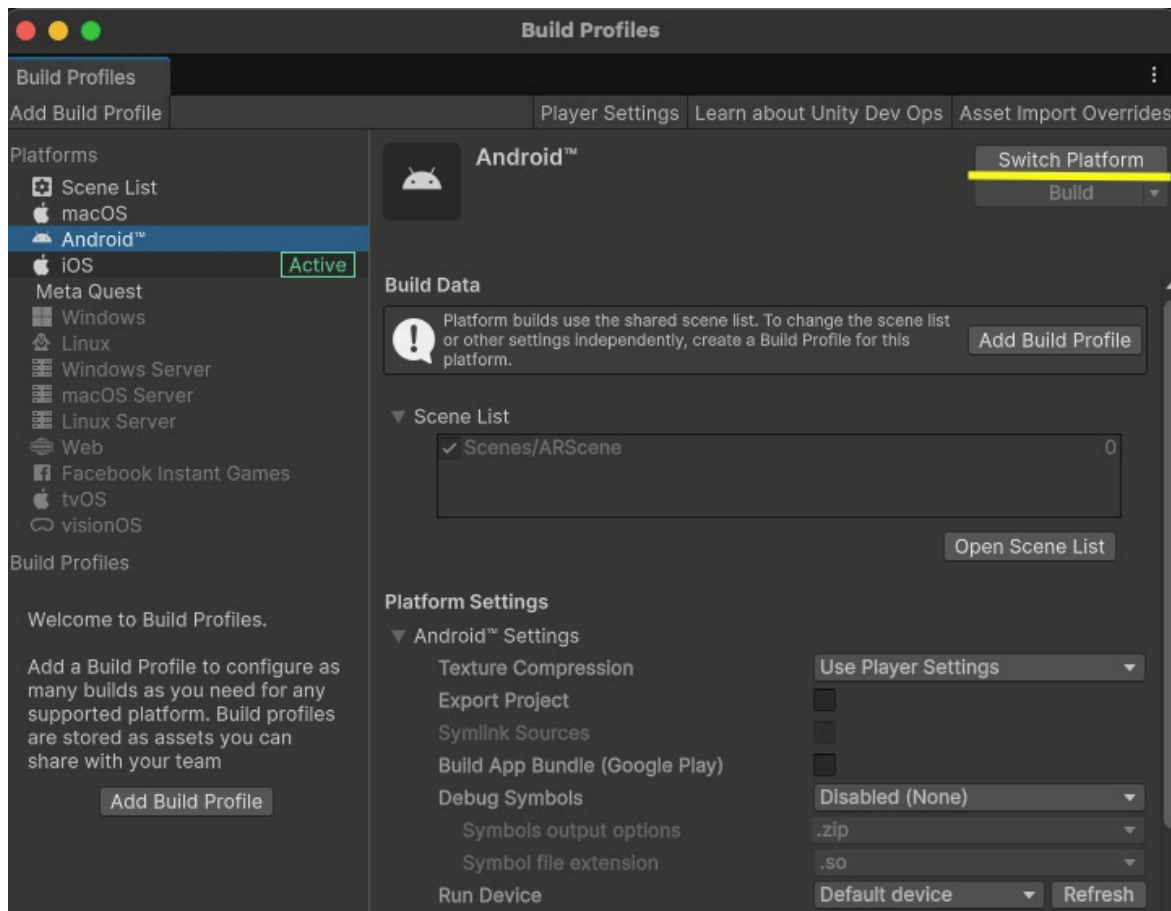 Build Profiles
Build Profiles
Add Build Profile
Player Settings
Learn about Unity Dev Ops
Asset Import Overrides
Platforms
Scene List
macOS
Android™
iOS
Active
Meta Quest
Windows
Linux
Windows Server
macOS Server
Linux Server
Web
Facebook Instant Games
tvOS
visionOS
Build Profiles
Welcome to Build Profiles.
Add a Build Profile to configure as
many builds as you need for any
supported platform. Build profiles
are stored as assets you can
share with your team
Add Build Profile
Android™
Switch Platform
Build
Build Data
Platform builds use the shared scene list. To change the scene list
or other settings independently, create a Build Profile for this
platform.
Add Build Profile
Scene List
Scenes/ARScene 0
Open Scene List
Platform Settings
Android™ Settings
Texture Compression Use Player Settings
Export Project
Symlink Sources
Build App Bundle (Google Play)
Debug Symbols Disabled (None)
Symbols output options .zip
Symbol file extension .so
Run Device Default device Refresh